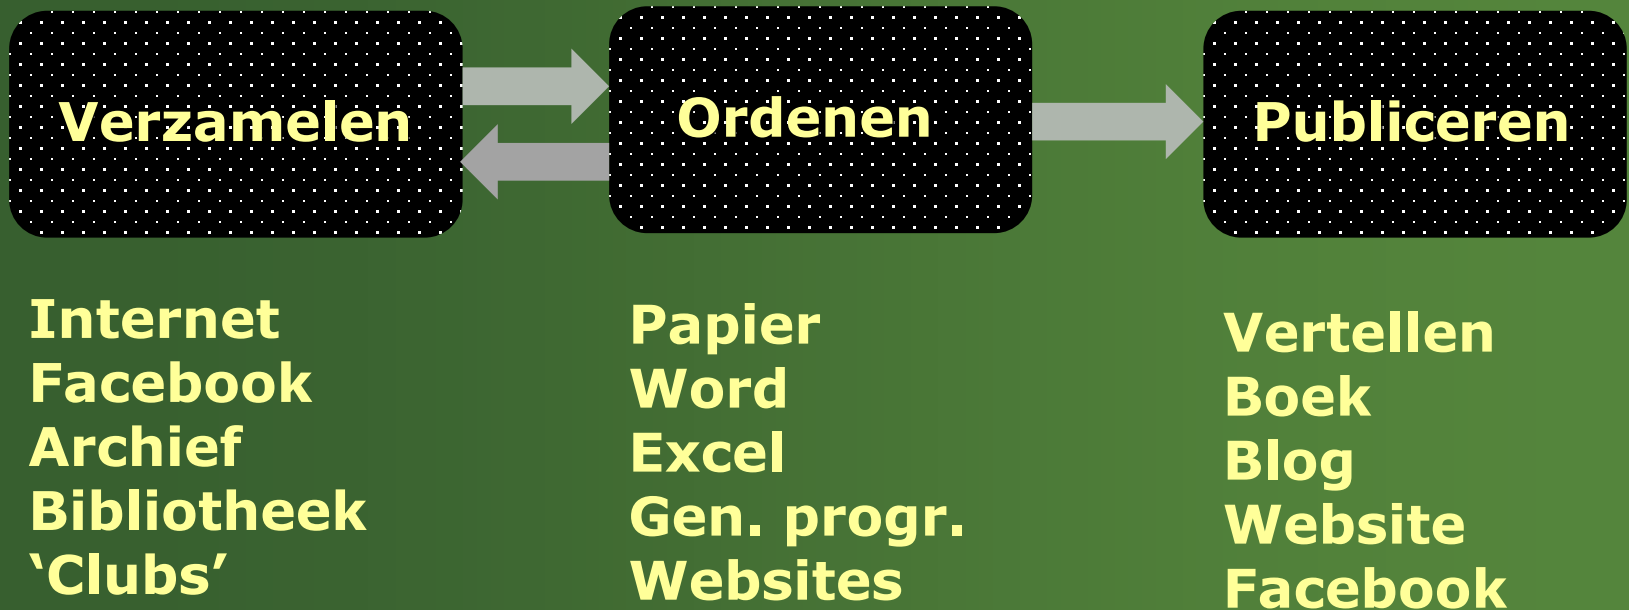 Verzamelen
Ordenen
Publiceren
Internet
Facebook
Archief
Bibliotheek
‘Clubs’
Papier
Word
Excel
Gen. progr.
Websites
Vertellen
Boek
Blog
Website
Facebook